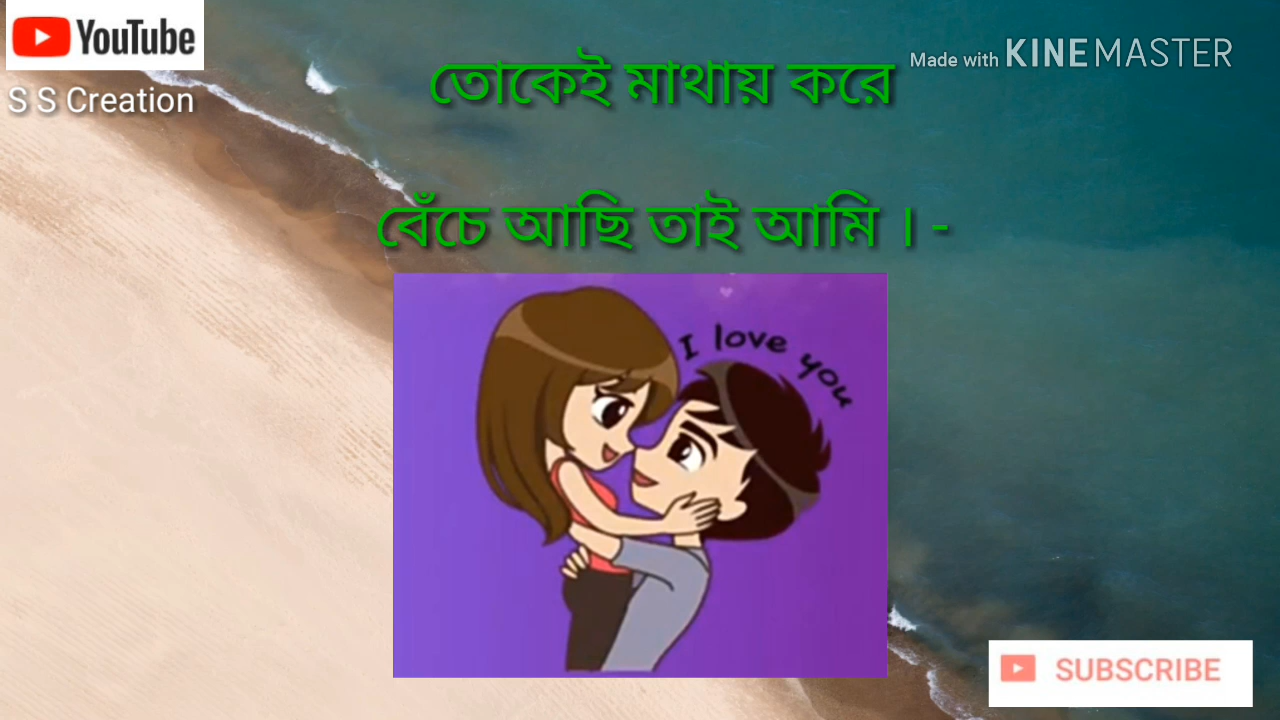 YouTube
S S Creation
Made with KINEMASTER
তোকেই মাথায় করে
বেঁচে আছি তাই আমি । -
I love you
SUBSCRIBE